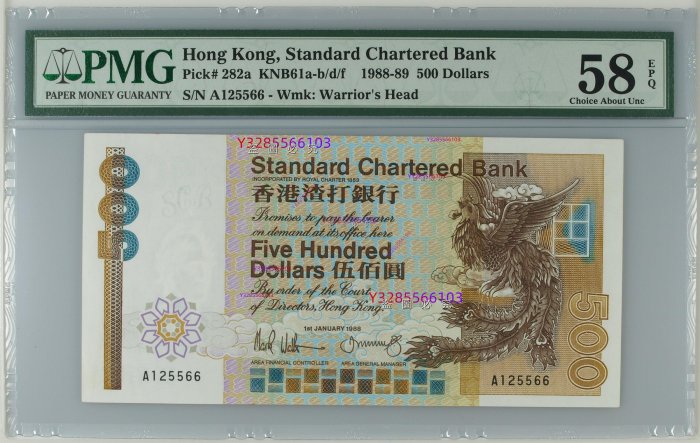 PMG
PAPER MONEY GUARANTY
Hong Kong, Standard Chartered Bank
Pick# 282a KNB61a-b/d/f 1988-89 500 Dollars
S/N A125566 - Wmk: Warrior's Head
58 EPQ
Choice About Unc
Y3285566103
Y3285566103
Standard Chartered Bank
INCORPORATED BY ROYAL CHARTER 1853
香港渣打銀行
Promises to pay the bearer
on demand at its office here
Five Hundred
Dollars 伍佰圓
By order of the Court
of Directors, Hong Kong.
Y3285566103
1st JANUARY 1988
AREA FINANCIAL CONTROLLER AREA GENERAL MANAGER
A125566
A125566
500
500